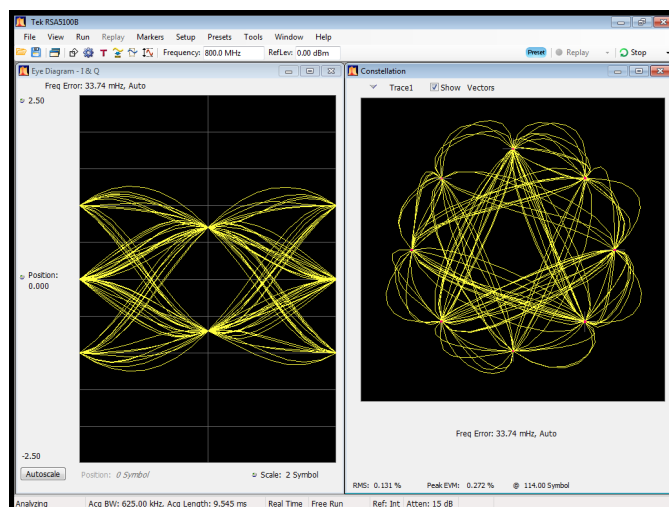 Tek RSA5100B
File View Run Replay Markers Setup Presets Tools Window Help
Frequency: 800.0 MHz RefLev: 0.00 dBm Preset Replay Stop
Eye Diagram - I & Q
Freq Error: 33.74 mHz, Auto
2.50
Position:
0.000
-2.50
Autoscale Position: 0 Symbol Scale: 2 Symbol
Constellation
Trace1 Show Vectors
Freq Error: 33.74 mHz, Auto
RMS: 0.131 % Peak EVM: 0.272 % @ 114.00 Symbol
Analyzing Acq BW: 625.00 kHz, Acq Length: 9.545 ms Real Time Free Run Ref: Int Atten: 15 dB